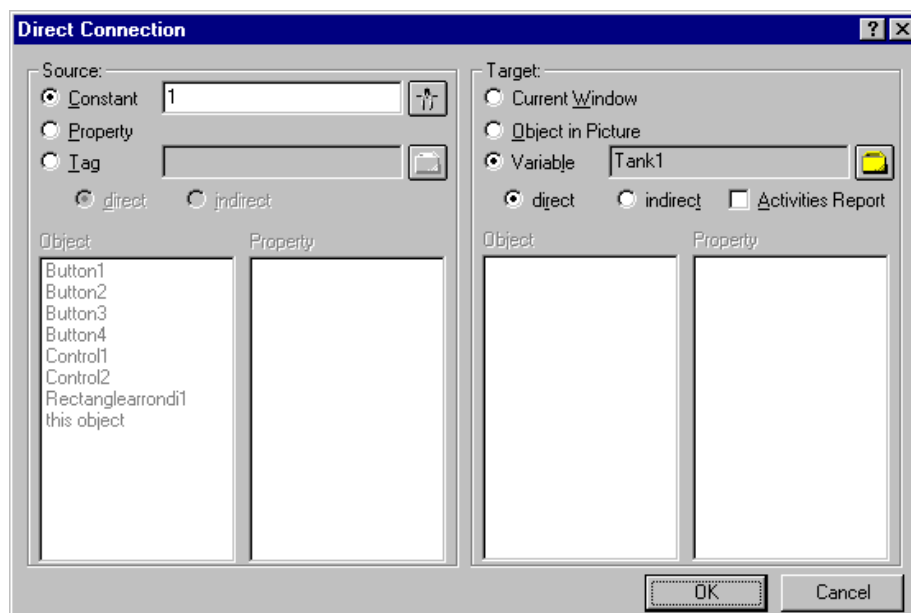 Direct Connection
Source:
Constant 1
Property
Tag
direct indirect
Object Property
Button1
Button2
Button3
Button4
Control1
Control2
Rectanglearrondi1
this object
Target:
Current Window
Object in Picture
Variable Tank1
direct indirect Activities Report
Object Property
OK Cancel